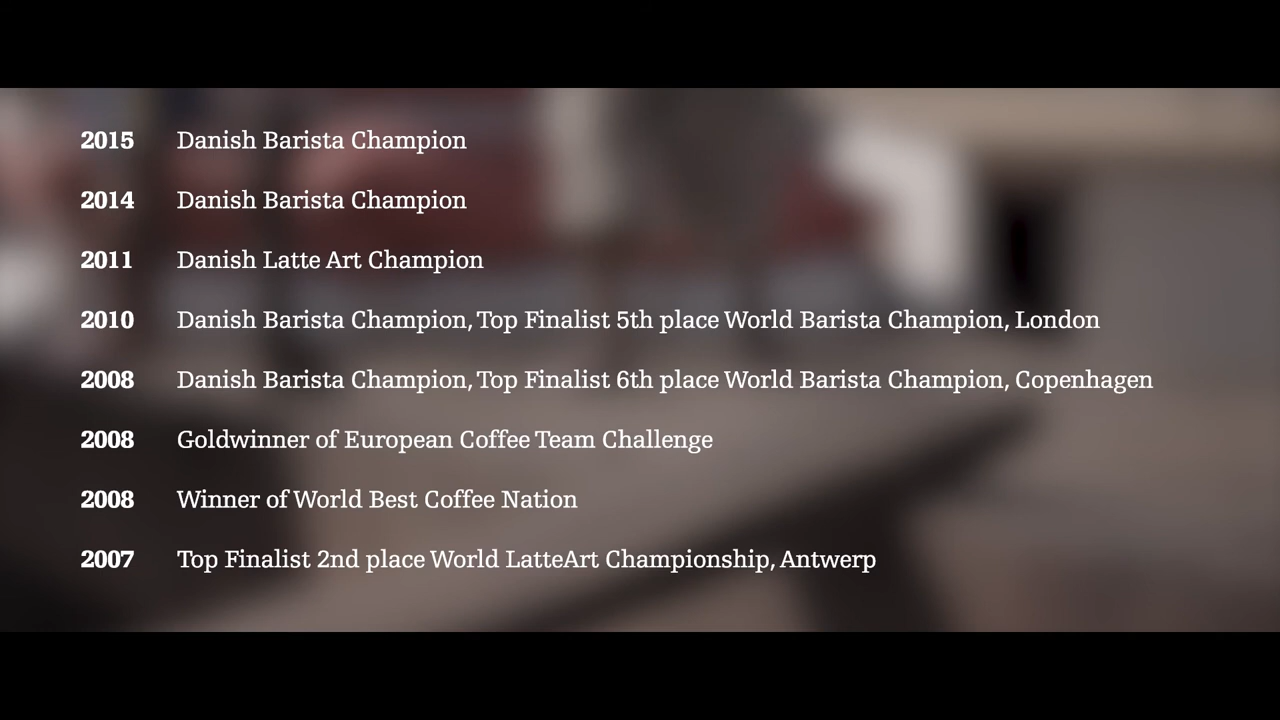 2015 Danish Barista Champion
2014 Danish Barista Champion
2011 Danish Latte Art Champion
2010 Danish Barista Champion, Top Finalist 5th place World Barista Champion, London
2008 Danish Barista Champion, Top Finalist 6th place World Barista Champion, Copenhagen
2008 Goldwinner of European Coffee Team Challenge
2008 Winner of World Best Coffee Nation
2007 Top Finalist 2nd place World LatteArt Championship, Antwerp